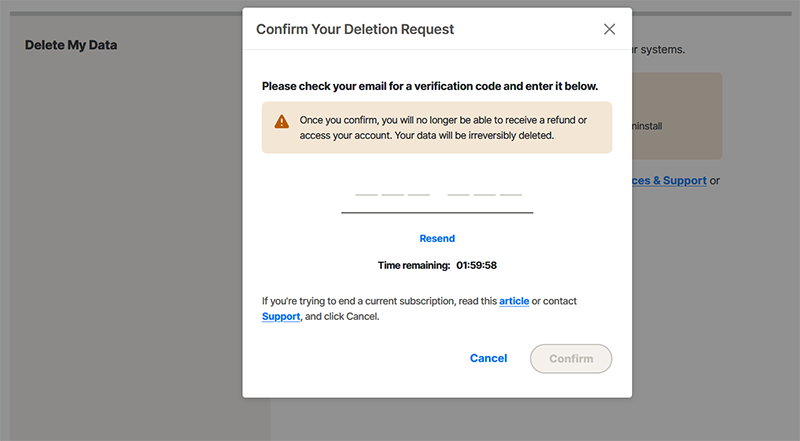 Confirm Your Deletion Request
Delete My Data
r systems.
Please check your email for a verification code and enter it below.
Once you confirm, you will no longer be able to receive a refund or
access your account. Your data will be irreversibly deleted.
ninstall
ces & Support or
Resend
Time remaining: 01:59:58
If you're trying to end a current subscription, read this article or contact
Support, and click Cancel.
Cancel
Confirm